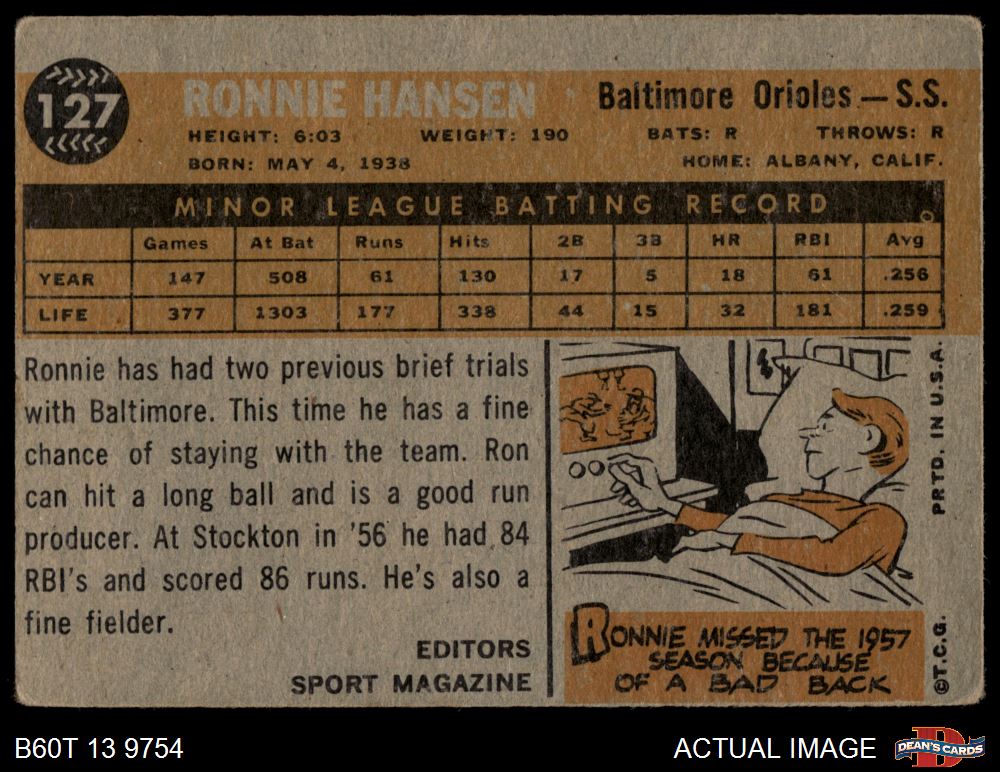 127
RONNIE HANSEN Baltimore Orioles — S.S.
HEIGHT: 6:03 WEIGHT: 190 BATS: R THROWS: R
BORN: MAY 4, 1938 HOME: ALBANY, CALIF.
MINOR LEAGUE BATTING RECORD
Games At Bat Runs Hits 2B 3B HR RBI Avg
YEAR 147 508 61 130 17 5 18 61 .256
LIFE 377 1303 177 338 44 15 32 181 .259
Ronnie has had two previous brief trials
with Baltimore. This time he has a fine
chance of staying with the team. Ron
can hit a long ball and is a good run
producer. At Stockton in '56 he had 84
RBI's and scored 86 runs. He's also a
fine fielder.
EDITORS
SPORT MAGAZINE
RONNIE MISSED THE 1957
SEASON BECAUSE
OF A BAD BACK
PRTD. IN U.S.A.
©T.C.G.
B60T 13 9754
ACTUAL IMAGE
DEAN'S CARDS